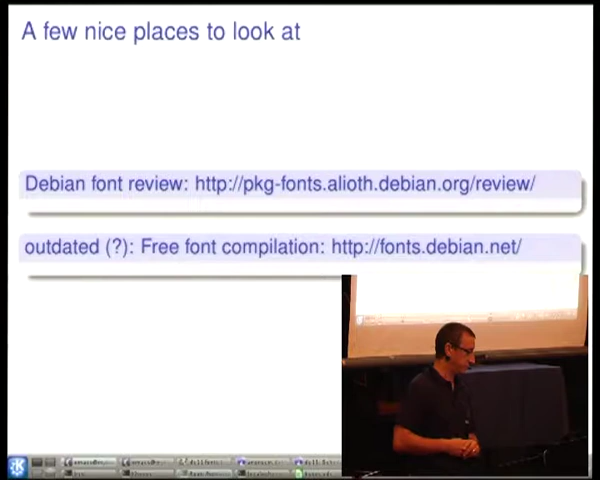 A few nice places to look at
Debian font review: http://pkg-fonts.alioth.debian.org/review/
outdated (?): Free font compilation: http://fonts.debian.net/